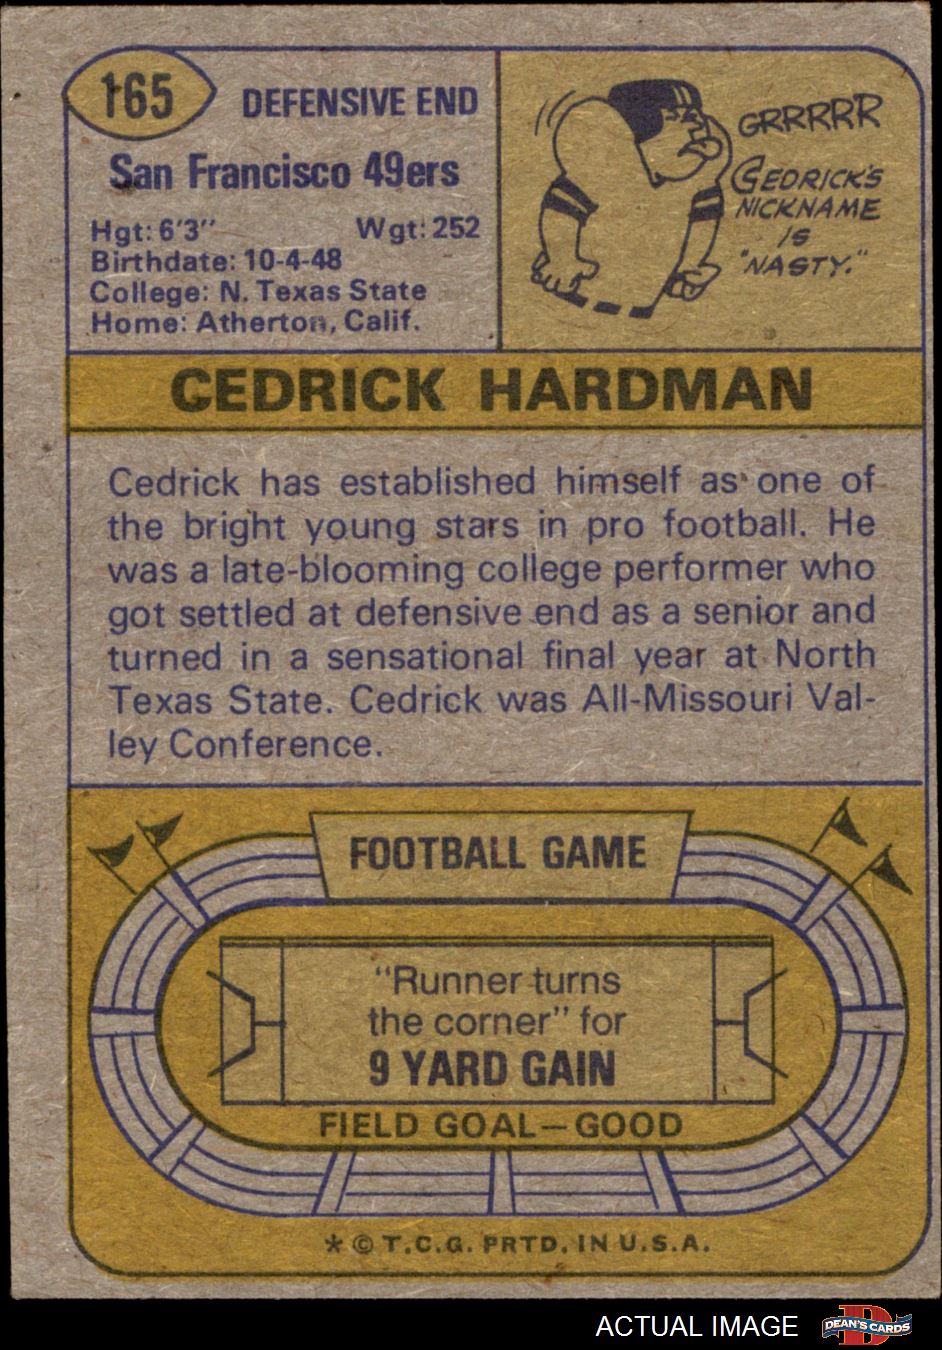 165
DEFENSIVE END
San Francisco 49ers
Hgt: 6'3" Wgt: 252
Birthdate: 10-4-48
College: N. Texas State
Home: Atherton, Calif.
GRRRRR
CEDRICK'S
NICKNAME
IS
"NASTY."
CEDRICK HARDMAN
Cedrick has established himself as one of
the bright young stars in pro football. He
was a late-blooming college performer who
got settled at defensive end as a senior and
turned in a sensational final year at North
Texas State. Cedrick was All-Missouri Val-
ley Conference.
FOOTBALL GAME
"Runner turns
the corner" for
9 YARD GAIN
FIELD GOAL—GOOD
* © T.C.G. PRTD. IN U.S.A.
ACTUAL IMAGE
D
DEAN'S CARDS